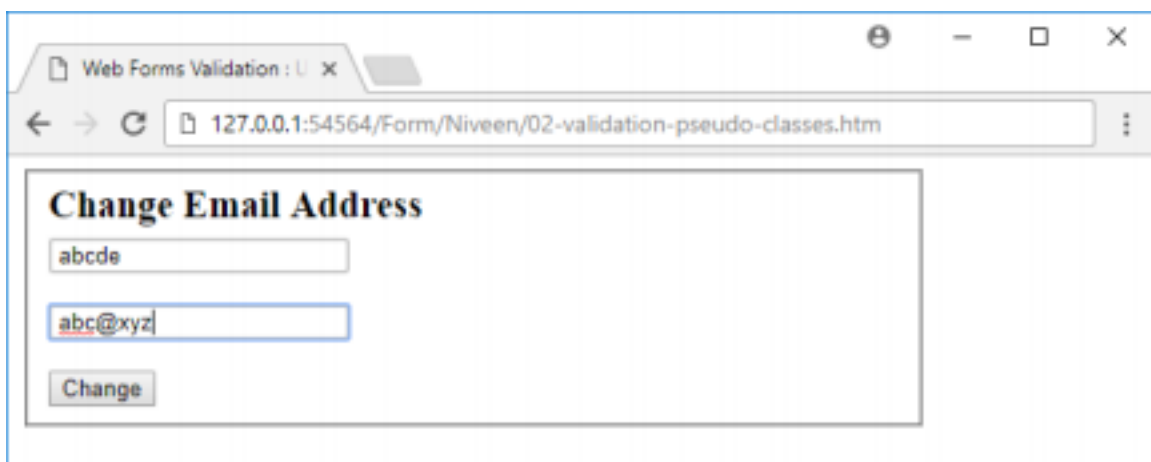 Web Forms Validation : U
127.0.0.1:54564/Form/Niveen/02-validation-pseudo-classes.htm
Change Email Address
abcde
abc@xyz
Change